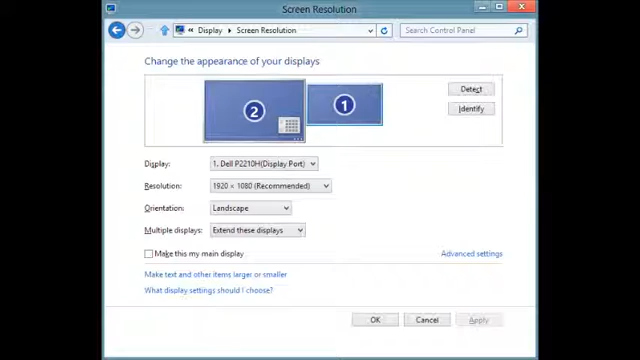 Screen Resolution
« Display ▸ Screen Resolution
Search Control Panel
Change the appearance of your displays
2
1
Detect
Identify
Display: 1. Dell P2210H(Display Port)
Resolution: 1920 × 1080 (Recommended)
Orientation: Landscape
Multiple displays: Extend these displays
Make this my main display
Advanced settings
Make text and other items larger or smaller
What display settings should I choose?
OK Cancel Apply